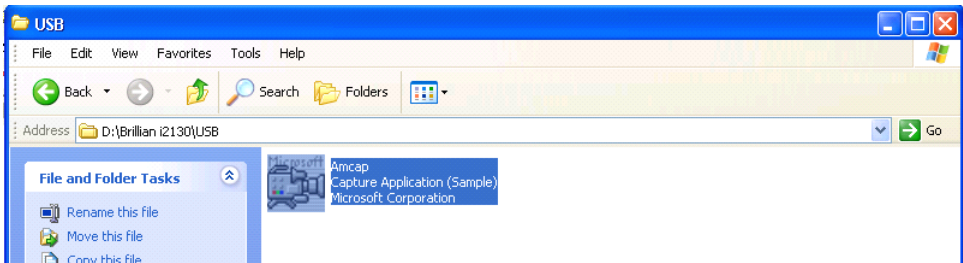 USB
File Edit View Favorites Tools Help
Back Search Folders
Address D:\Brillian i2130\USB Go
Microsoft
Amcap
Capture Application (Sample)
Microsoft Corporation
File and Folder Tasks
Rename this file
Move this file
Copy this file